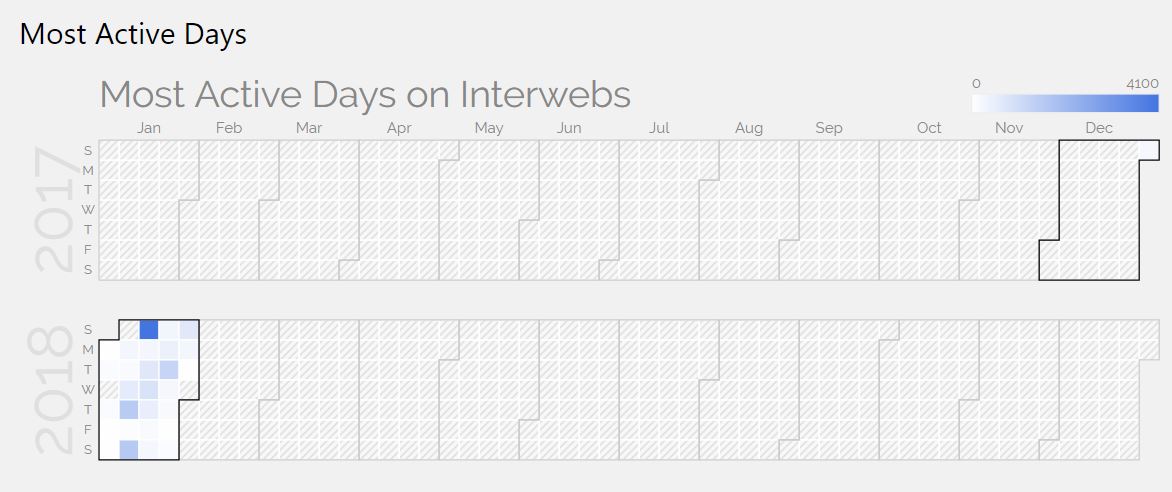 Most Active Days
Most Active Days on Interwebs
0 4100
Jan Feb Mar Apr May Jun Jul Aug Sep Oct Nov Dec
2017
S
M
T
W
T
F
S
2018
S
M
T
W
T
F
S